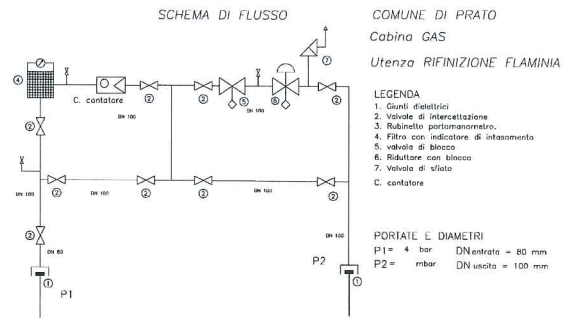 SCHEMA DI FLUSSO
COMUNE DI PRATO
Cabina GAS
Utenza RIFINIZIONE FLAMINIA
LEGENDA
1. Giunti dielettrici
2. Valvole di intercettazione
3. Rubinetto portamanometro.
4. Filtro con indicatore di intasamento
5. valvola di blocco
6. Riduttore con blocco
7. Valvola di sfiato
C. contatore
PORTATE E DIAMETRI
P1= 4 bar DN entrata = 80 mm
P2= mbar DN uscita = 100 mm
4
C. contatore
2
DN 100
2
5
DN 100
6
7
2
2
DN 100
2
DN 100
2
2
DN 100
2
2
DN 80
DN 100
1
P1
P2
1